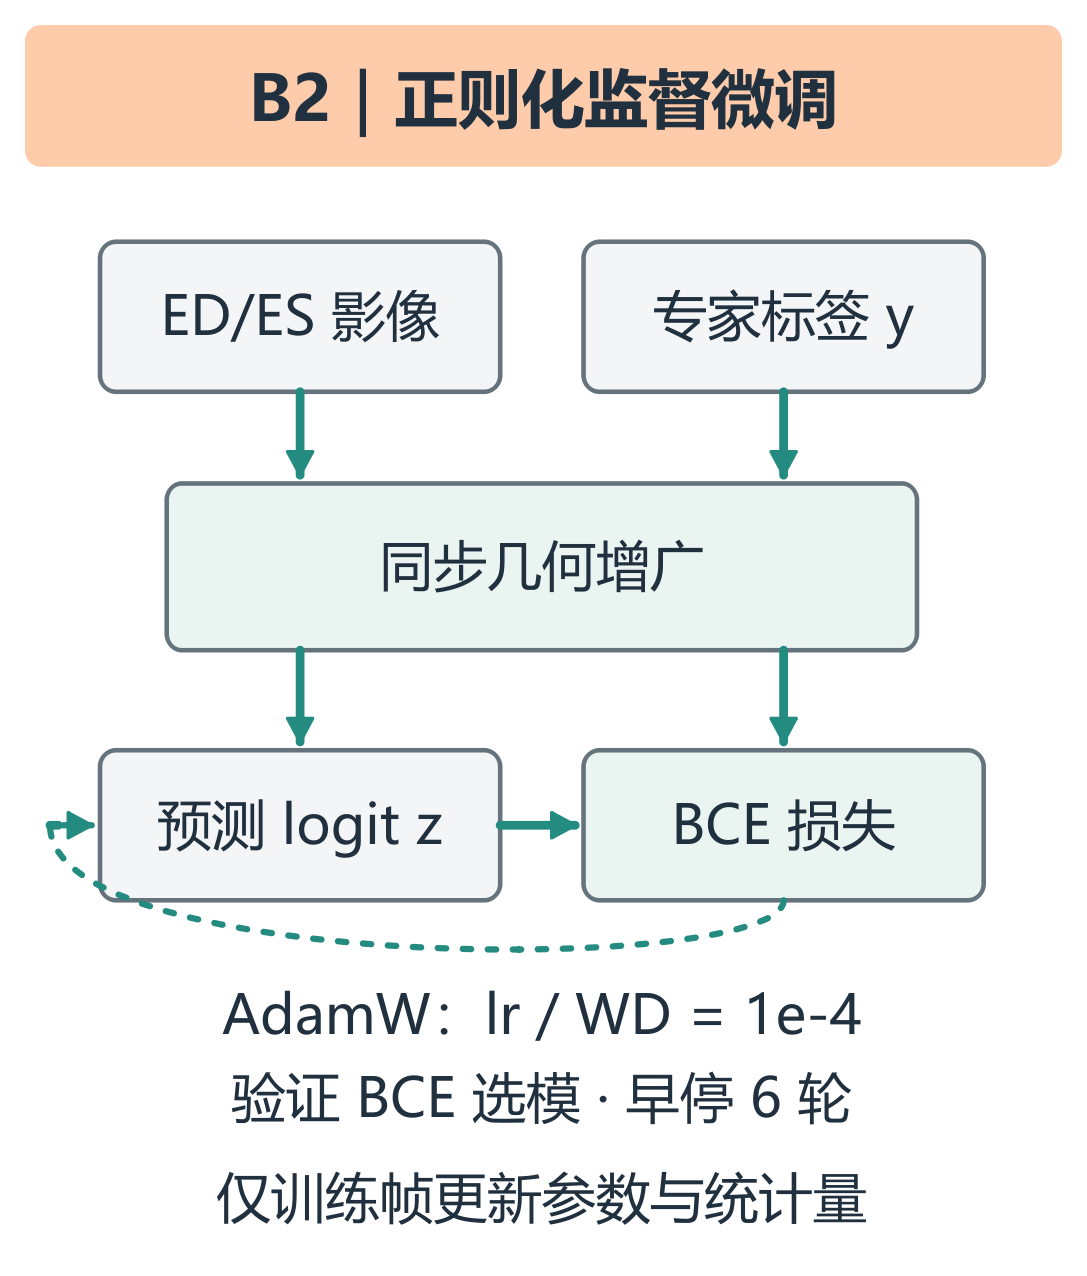 B2｜正则化监督微调
ED/ES 影像
专家标签 y
同步几何增广
预测 logit z
BCE 损失
AdamW：lr / WD = 1e-4
验证 BCE 选模 · 早停 6 轮
仅训练帧更新参数与统计量